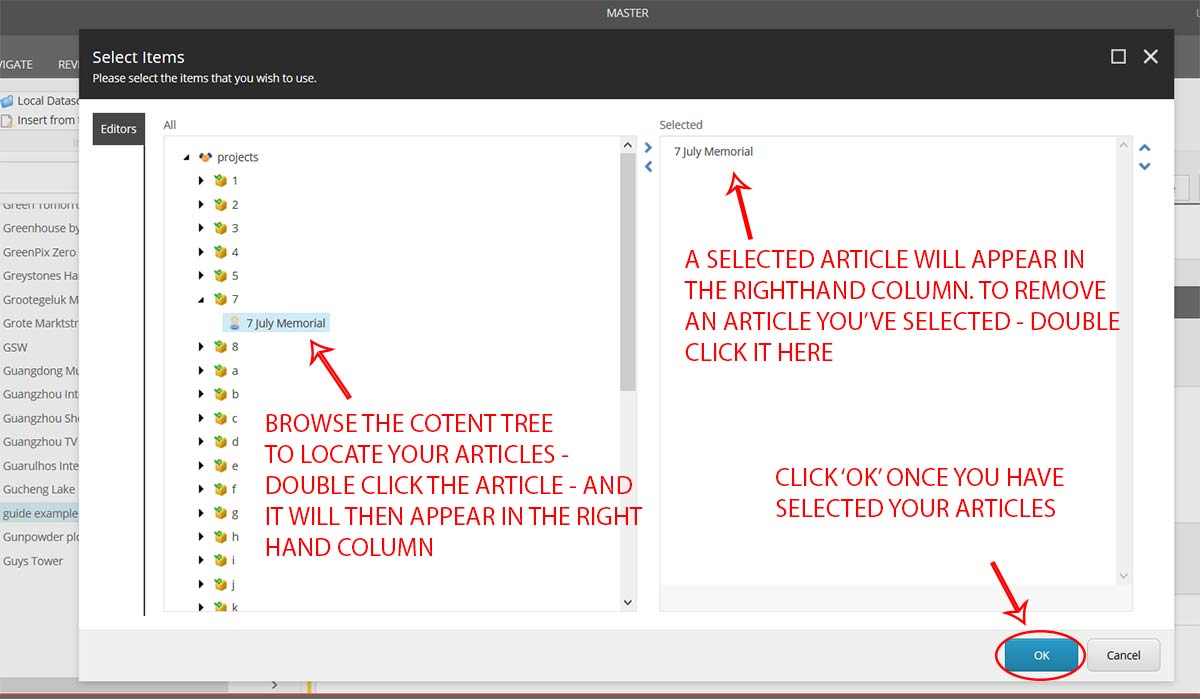 MASTER
Select Items
Please select the items that you wish to use.
IGATE
REV
Local Datas
Insert from
Editors
All
Selected
projects
1
2
3
4
5
7
7 July Memorial
8
a
b
c
d
e
f
g
h
i
j
k
7 July Memorial
A SELECTED ARTICLE WILL APPEAR IN
THE RIGHTHAND COLUMN. TO REMOVE
AN ARTICLE YOU'VE SELECTED - DOUBLE
CLICK IT HERE
BROWSE THE COTENT TREE
TO LOCATE YOUR ARTICLES -
DOUBLE CLICK THE ARTICLE - AND
IT WILL THEN APPEAR IN THE RIGHT
HAND COLUMN
CLICK 'OK' ONCE YOU HAVE
SELECTED YOUR ARTICLES
OK
Cancel
Green Tomorro
Greenhouse by
GreenPix Zero
Greystones Ha
Grootegeluk M
Grote Marktstr
GSW
Guangdong Mu
Guangzhou Int
Guangzhou Sh
Guangzhou TV
Guarulhos Inte
Gucheng Lake
guide example
Gunpowder plo
Guys Tower